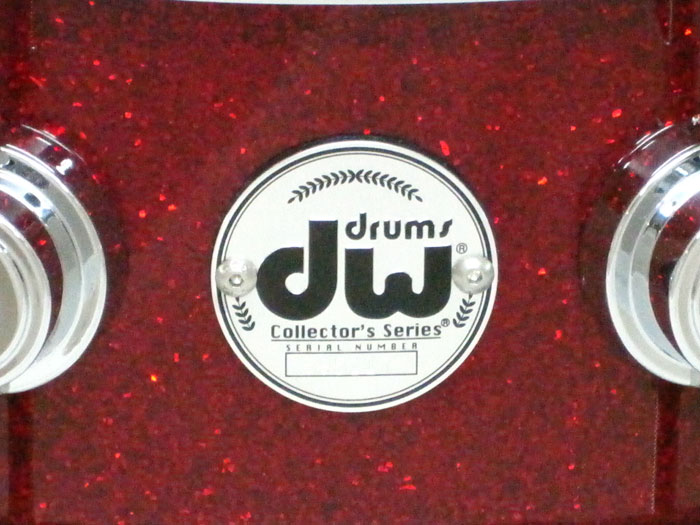 drums
dw®
Collector's Series®
SERIAL NUMBER